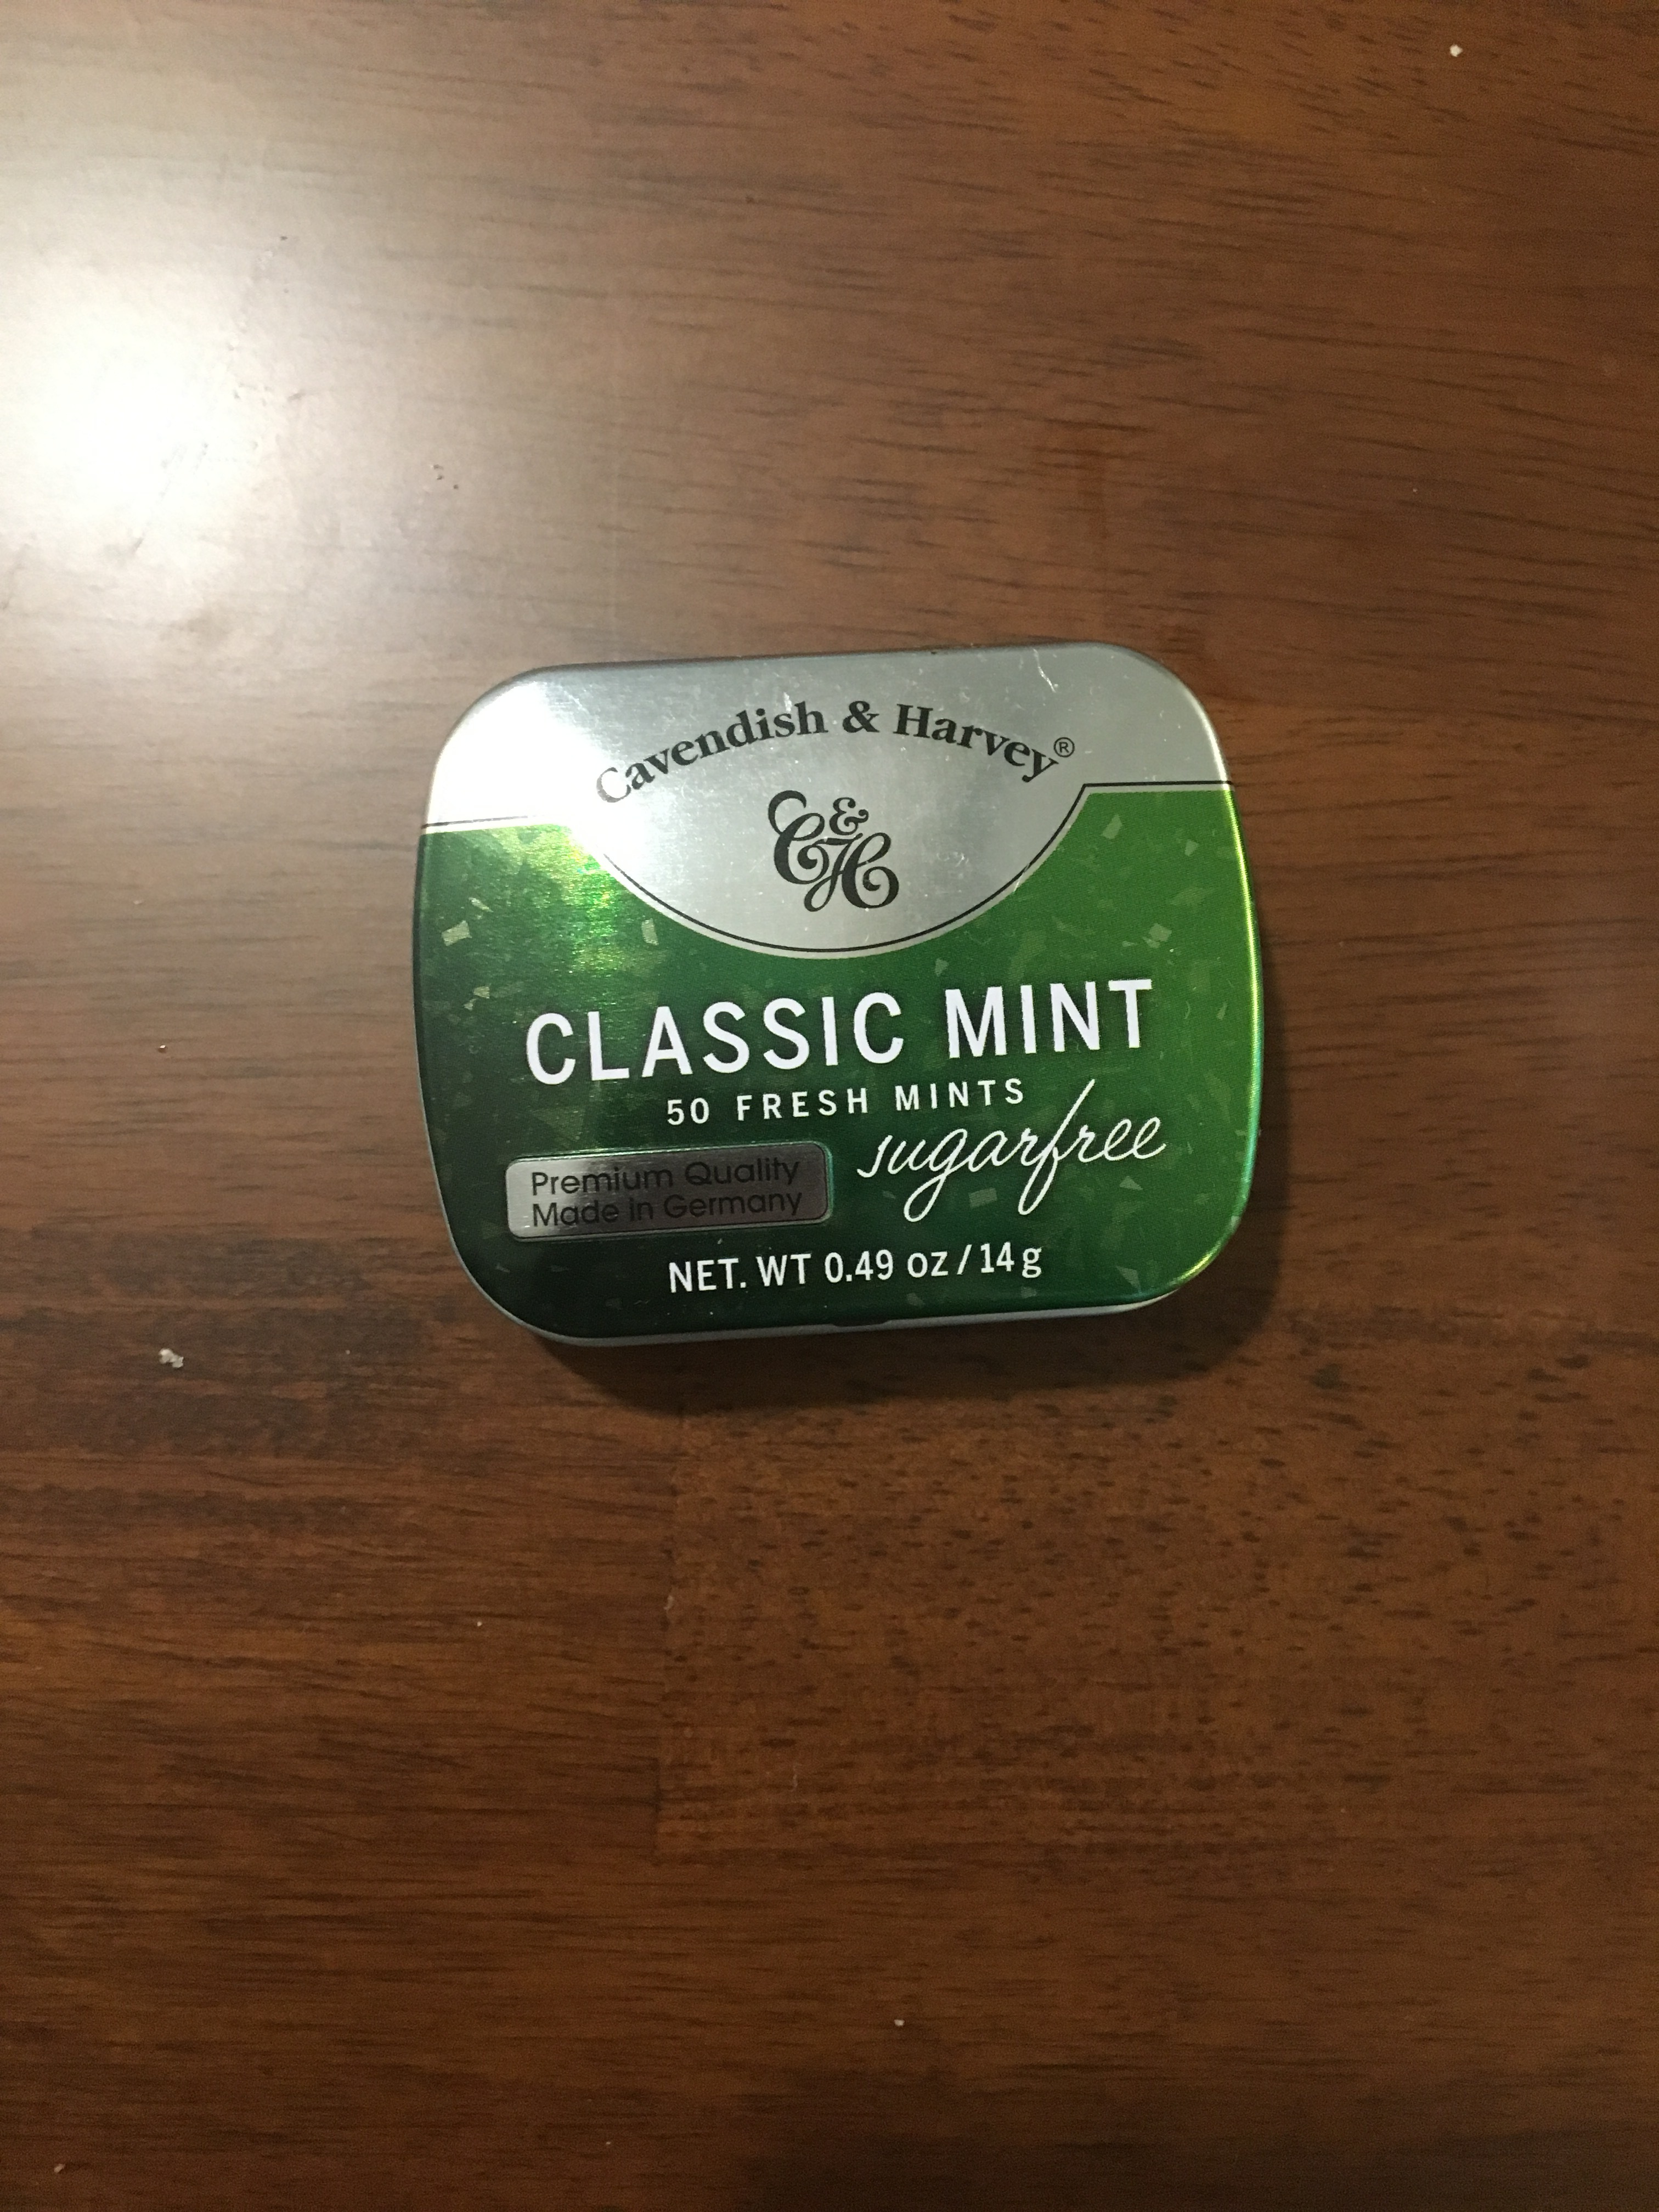 Cavendish & Harvey®
C&H
CLASSIC MINT
50 FRESH MINTS
sugarfree
Premium Quality
Made in Germany
NET. WT 0.49 oz / 14 g